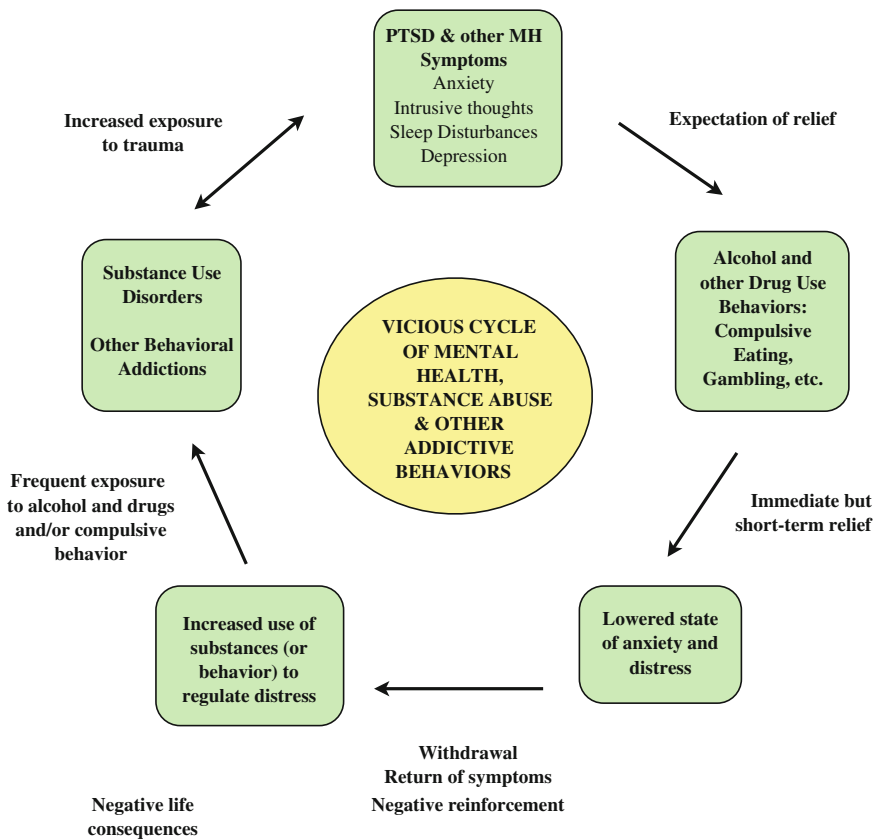 PTSD & other MH
Symptoms
Anxiety
Intrusive thoughts
Sleep Disturbances
Depression
Increased exposure
to trauma
Expectation of relief
Substance Use
Disorders
Other Behavioral
Addictions
VICIOUS CYCLE
OF MENTAL
HEALTH,
SUBSTANCE ABUSE
& OTHER
ADDICTIVE
BEHAVIORS
Alcohol and
other Drug Use
Behaviors:
Compulsive
Eating,
Gambling, etc.
Frequent exposure
to alcohol and drugs
and/or compulsive
behavior
Immediate but
short-term relief
Increased use of
substances (or
behavior) to
regulate distress
Lowered state
of anxiety and
distress
Withdrawal
Return of symptoms
Negative reinforcement
Negative life
consequences